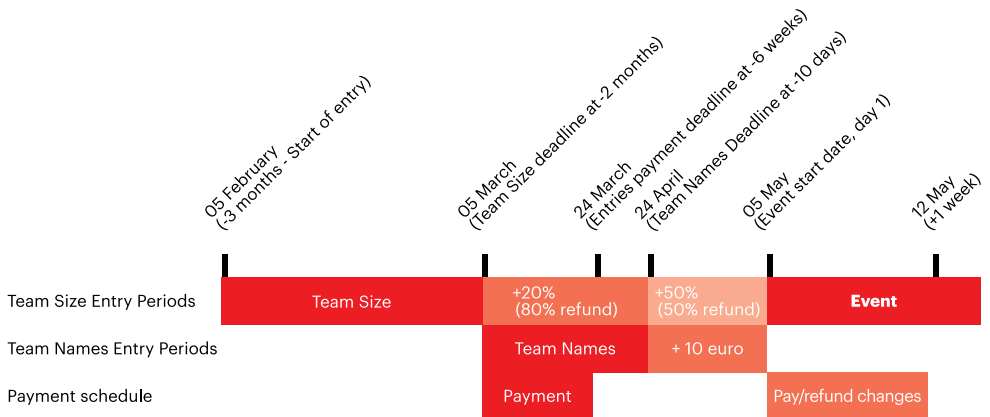 05 February
(-3 months - Start of entry)
05 March
(Team Size deadline at -2 months)
24 March
(Entries payment deadline at -6 weeks)
24 April
(Team Names Deadline at -10 days)
05 May
(Event start date, day 1)
12 May
(+1 week)
Team Size Entry Periods
Team Size
+20%
(80% refund)
+50%
(50% refund)
Event
Team Names Entry Periods
Team Names
+ 10 euro
Payment schedule
Payment
Pay/refund changes